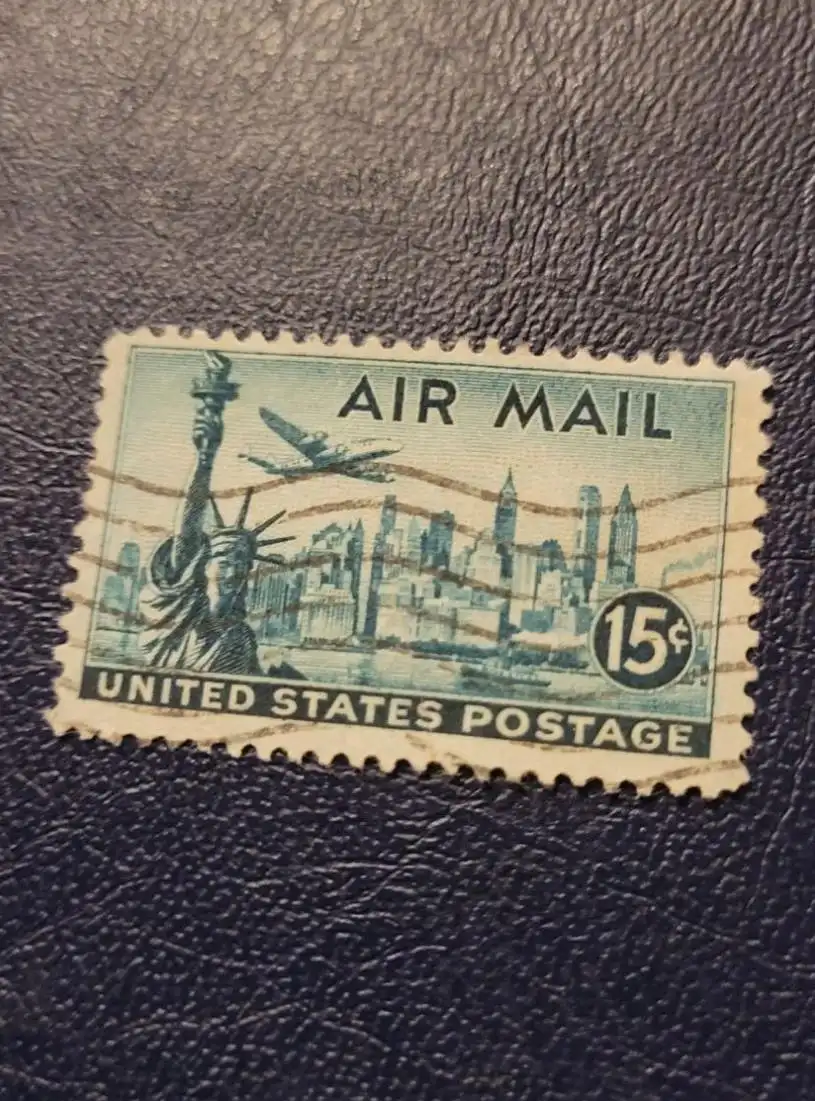 AIR MAIL
15¢
UNITED STATES POSTAGE